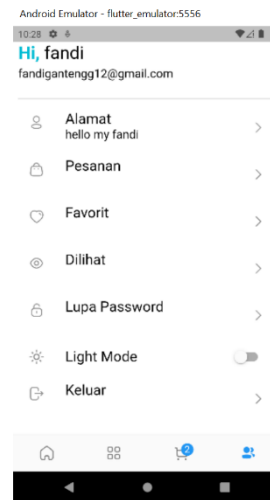 Android Emulator - flutter_emulator:5556
10:28
Hi, fandi
fandigantengg12@gmail.com
Alamat
hello my fandi
Pesanan
Favorit
Dilihat
Lupa Password
Light Mode
Keluar
2